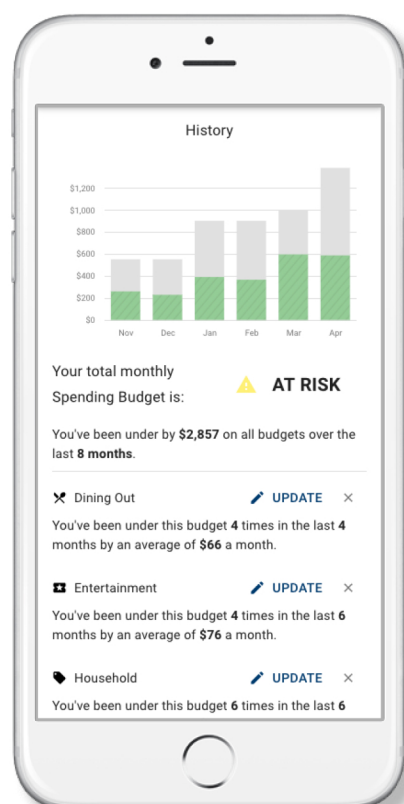 History
$1,200
$1,000
$800
$600
$400
$200
$0
Nov Dec Jan Feb Mar Apr
Your total monthly
Spending Budget is:
AT RISK
You've been under by $2,857 on all budgets over the
last 8 months.
Dining Out UPDATE ×
You've been under this budget 4 times in the last 4
months by an average of $66 a month.
Entertainment UPDATE ×
You've been under this budget 4 times in the last 6
months by an average of $76 a month.
Household UPDATE ×
You've been under this budget 6 times in the last 6